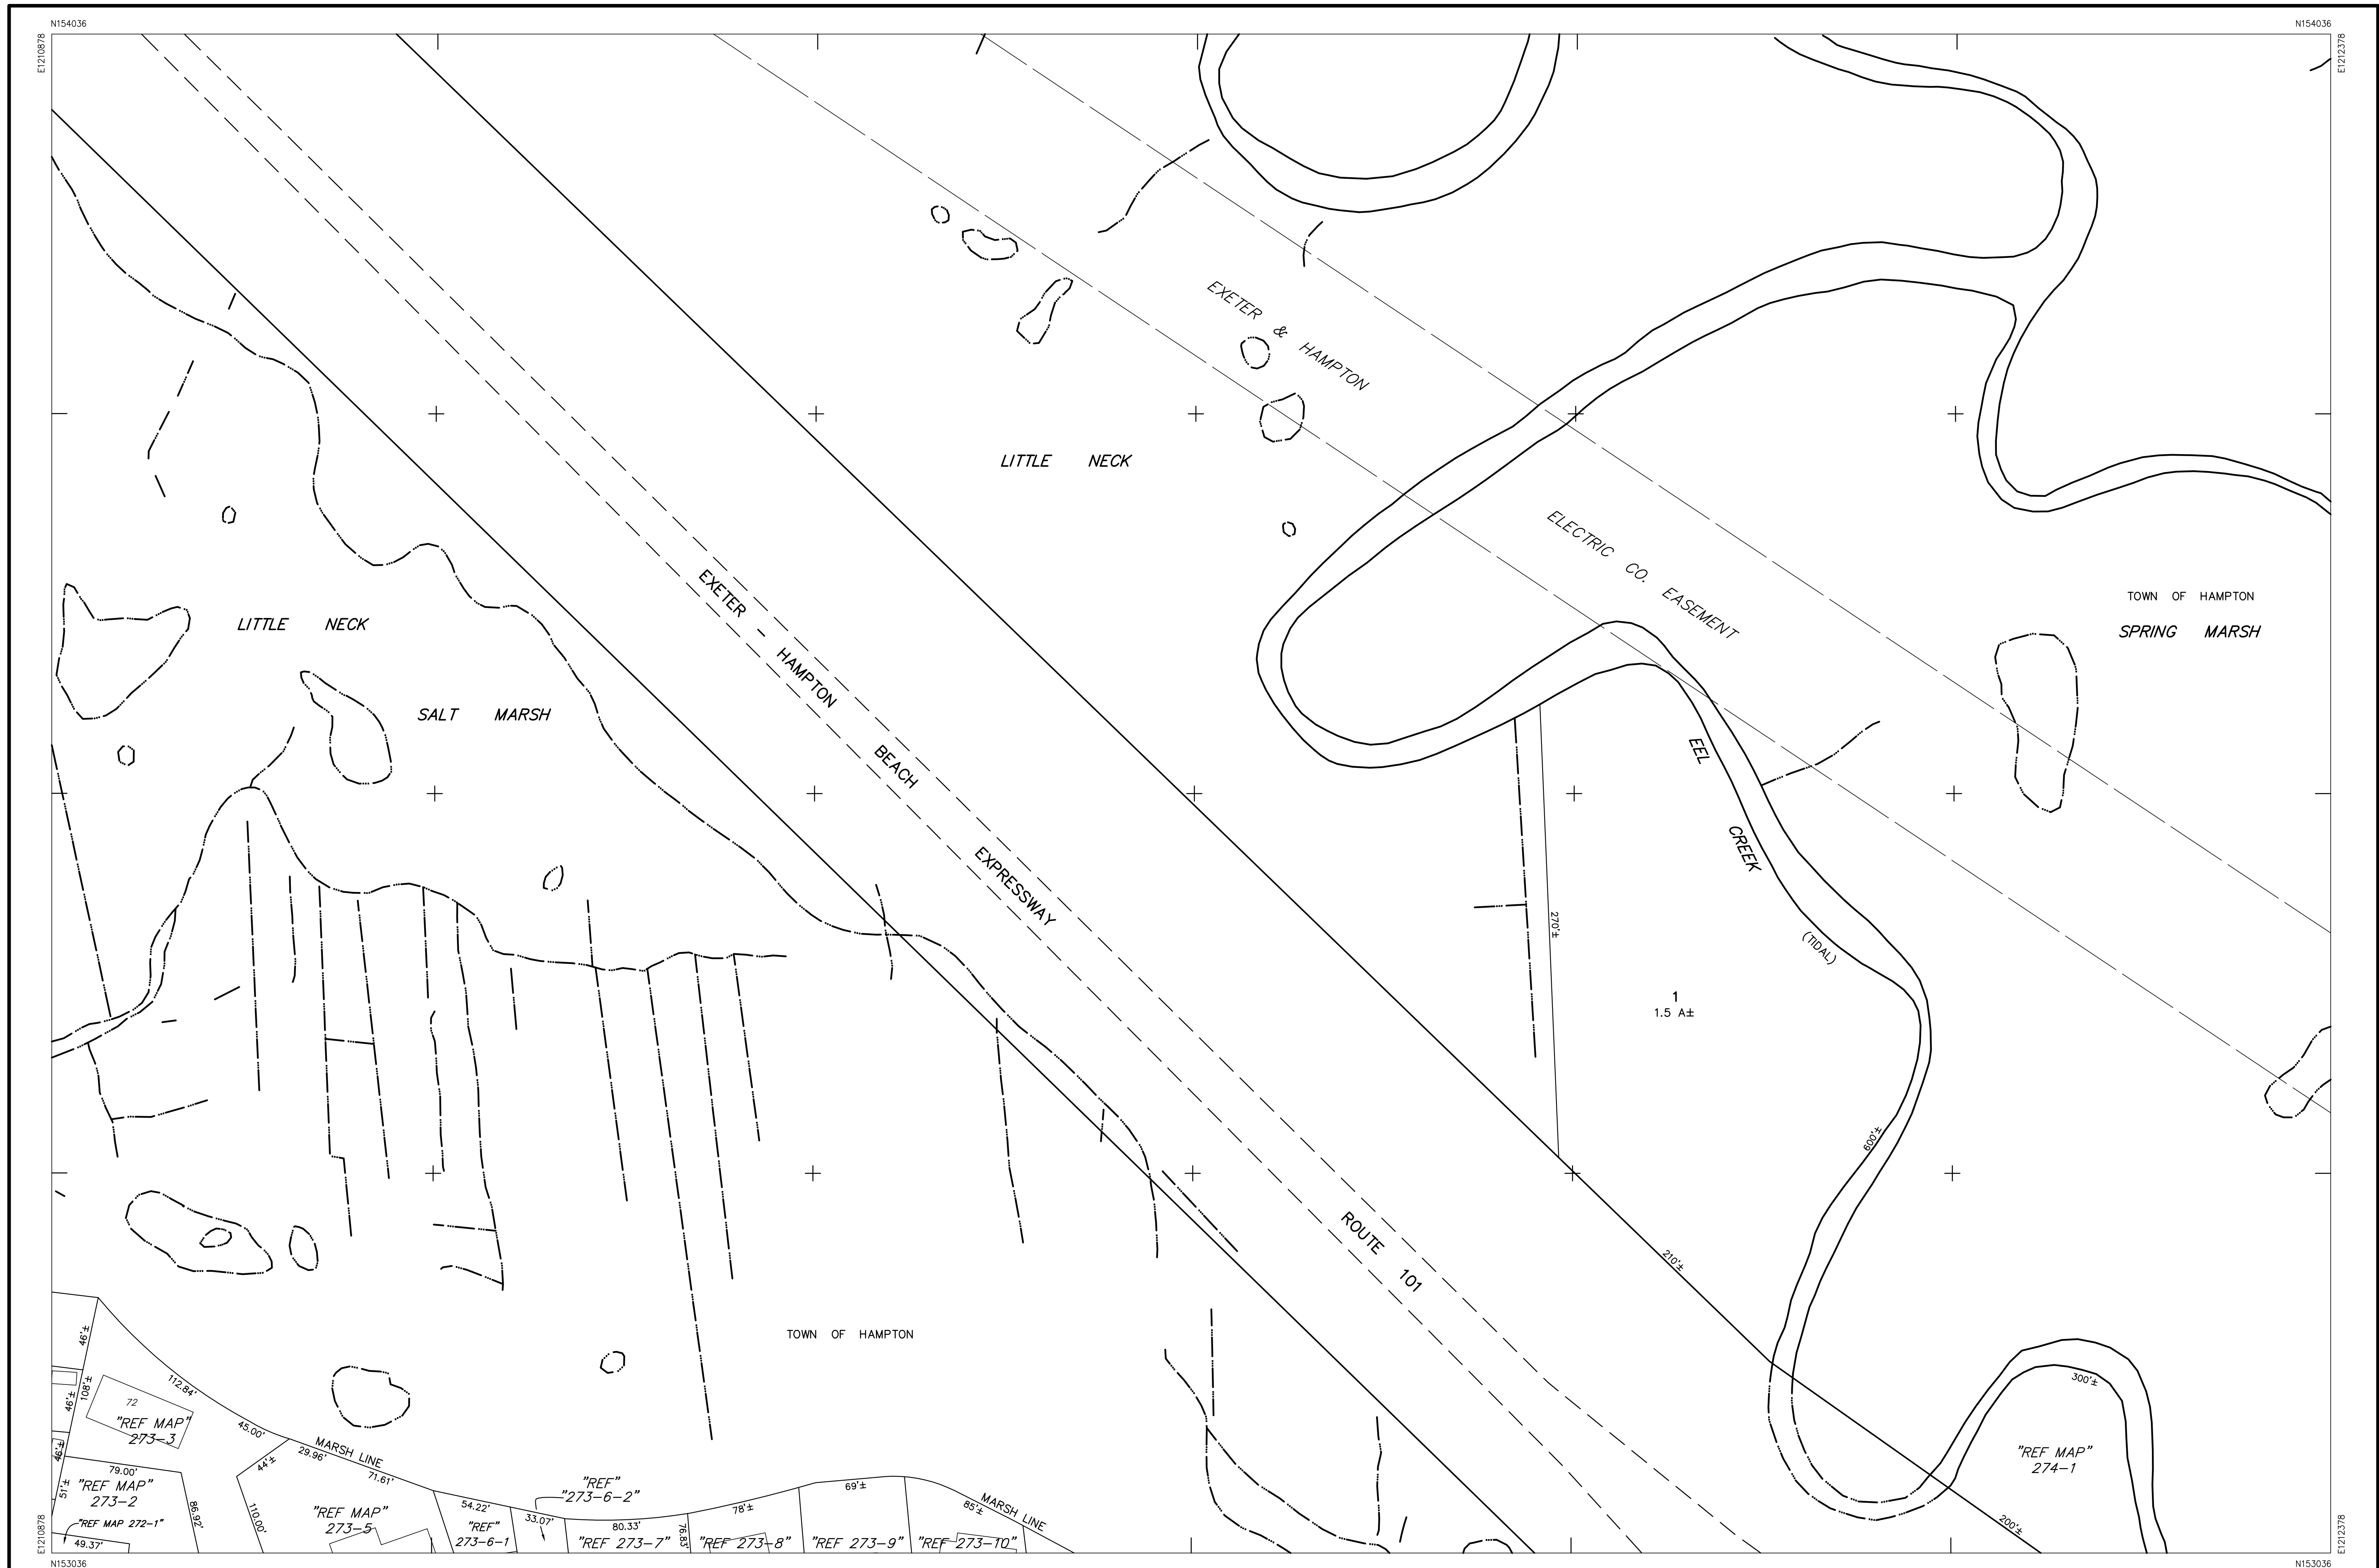 N154036
N154036
E1210878
E1212378
EXETER & HAMPTON
ELECTRIC CO. EASEMENT
LITTLE NECK
EXETER - HAMPTON BEACH EXPRESSWAY
ROUTE 101
TOWN OF HAMPTON
SPRING MARSH
LITTLE NECK
SALT MARSH
EEL CREEK
(TIDAL)
270'±
1
1.5 A±
600'±
210'±
TOWN OF HAMPTON
300'±
"REF MAP"
274-1
200'±
46'±
46'±
108'±
46'±
51'±
72
"REF MAP"
273-3
112.84'
45.00'
MARSH LINE
29.96'
71.61'
44'±
79.00'
"REF MAP"
273-2
86.92'
110.00'
"REF MAP 272-1"
49.37'
"REF MAP"
273-5
54.22'
"REF"
273-6-1
33.07'
"REF"
"273-6-2"
80.33'
"REF 273-7"
76.83'
78'±
"REF 273-8"
69'±
"REF 273-9"
85'±
MARSH LINE
"REF 273-10"
E1210878
E1212378
N153036
N153036